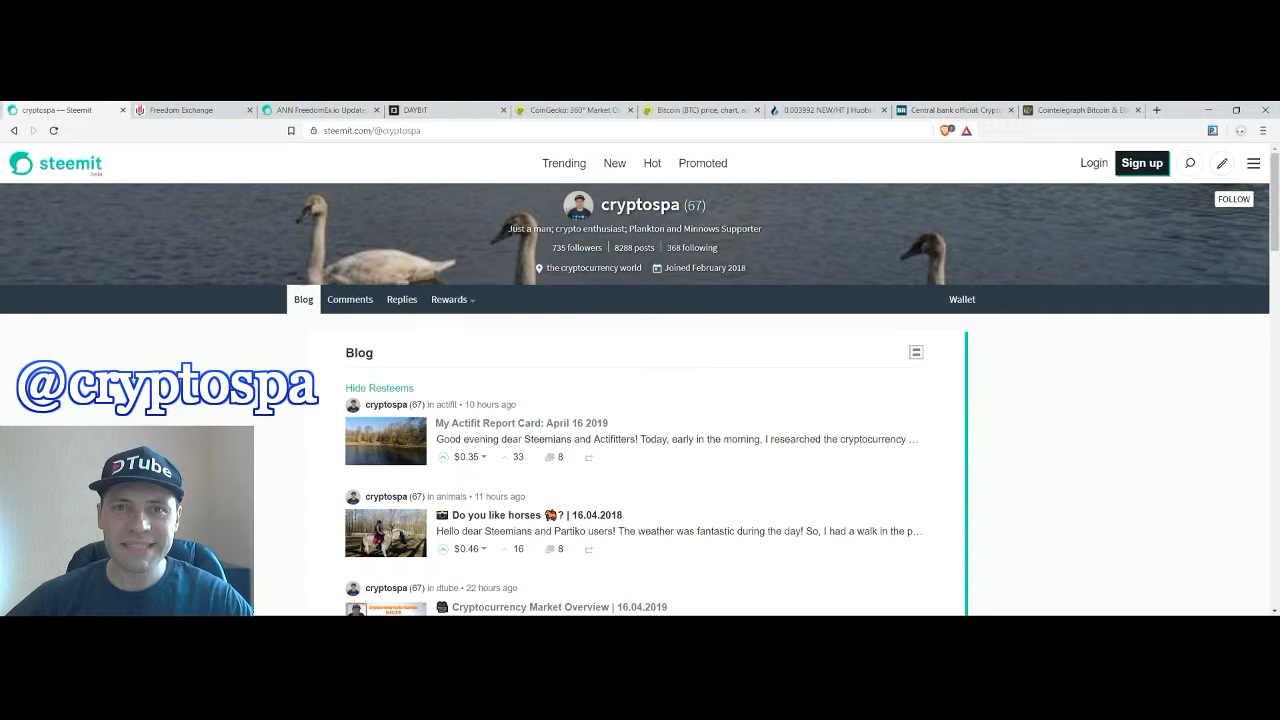 cryptospa — Steemit
Freedom Exchange
ANN FreedomEx.io Update
DAYBIT
CoinGecko: 360° Market O
Bitcoin (BTC) price, chart, a
0.003992 NEW/HT | Huobi
Central bank official: Crypt
Cointelegraph Bitcoin & Et
steemit.com/@cryptospa
steemit
beta
Trending
New
Hot
Promoted
Login
Sign up
FOLLOW
cryptospa (67)
Just a man; crypto enthusiast; Plankton and Minnows Supporter
735 followers
8288 posts
368 following
the cryptocurrency world
Joined February 2018
Blog
Comments
Replies
Rewards
Wallet
Blog
Hide Resteems
cryptospa (67) in actifit • 10 hours ago
My Actifit Report Card: April 16 2019
Good evening dear Steemians and Actifitters! Today, early in the morning, I researched the cryptocurrency …
$0.35
33
8
cryptospa (67) in animals • 11 hours ago
Do you like horses 🏇? | 16.04.2018
Hello dear Steemians and Partiko users! The weather was fantastic during the day! So, I had a walk in the p…
$0.46
16
8
cryptospa (67) in dtube • 22 hours ago
Cryptocurrency Market Overview | 16.04.2019
@cryptospa
DTube